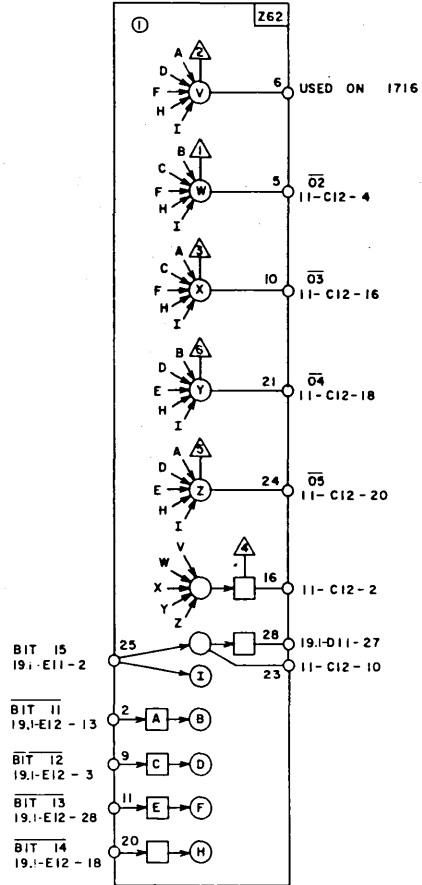 Z62
1
A
2
D
F
V
6
USED ON 1716
H
I
B
1
C
F
W
5
02
11-C12-4
H
I
A
3
C
F
X
10
03
11-C12-16
H
I
B
6
D
E
Y
21
04
11-C12-18
H
I
A
5
D
E
Z
24
05
11-C12-20
H
I
V
W
4
X
16
11-C12-2
Y
Z
BIT 15
25
28
19.1-D11-27
19.1-E11-2
I
23
11-C12-10
BIT 11
2
A
B
19.1-E12-13
BIT 12
9
C
D
19.1-E12-3
BIT 13
11
E
F
19.1-E12-28
BIT 14
20
H
19.1-E12-18